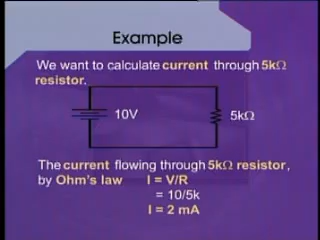 Example
We want to calculate current through 5kΩ
resistor.
10V
5kΩ
The current flowing through 5kΩ resistor,
by Ohm's law I = V/R
= 10/5k
I = 2 mA